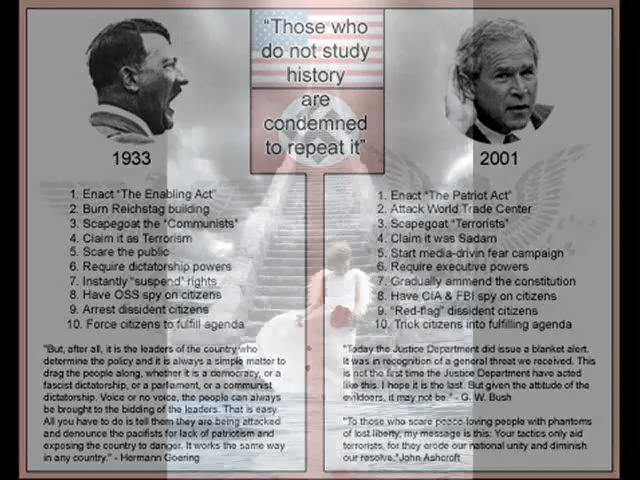 "Those who
do not study
history
are
condemned
to repeat it"
1933
1. Enact "The Enabling Act"
2. Burn Reichstag building
3. Scapegoat the "Communists"
4. Claim it as Terrorism
5. Scare the public
6. Require dictatorship powers
7. Instantly "suspend" rights
8. Have OSS spy on citizens
9. Arrest dissident citizens
10. Force citizens to fulfill agenda
"But, after all, it is the leaders of the country who
determine the policy and it is always a simple matter to
drag the people along, whether it is a democracy, or a
fascist dictatorship, or a parliament, or a communist
dictatorship. Voice or no voice, the people can always
be brought to the bidding of the leaders. That is easy.
All you have to do is tell them they are being attacked
and denounce the pacifists for lack of patriotism and
exposing the country to danger. It works the same way
in any country." - Hermann Goering
2001
1. Enact "The Patriot Act"
2. Attack World Trade Center
3. Scapegoat "Terrorists"
4. Claim it was Sadam
5. Start media-drivin fear campaign
6. Require executive powers
7. Gradually ammend the constitution
8. Have CIA & FBI spy on citizens
9. "Red-flag" dissident citizens
10. Trick citizens into fulfilling agenda
"Today the Justice Department did issue a blanket alert.
It was in recognition of a general threat we received. This
is not the first time the Justice Department have acted
like this. I hope it is the last. But given the attitude of the
evildoers, it may not be." - G. W. Bush
"To those who scare peace loving people with phantoms
of lost liberty, my message is this: Your tactics only aid
terrorists, for they erode our national unity and diminish
our resolve."John Ashcroft